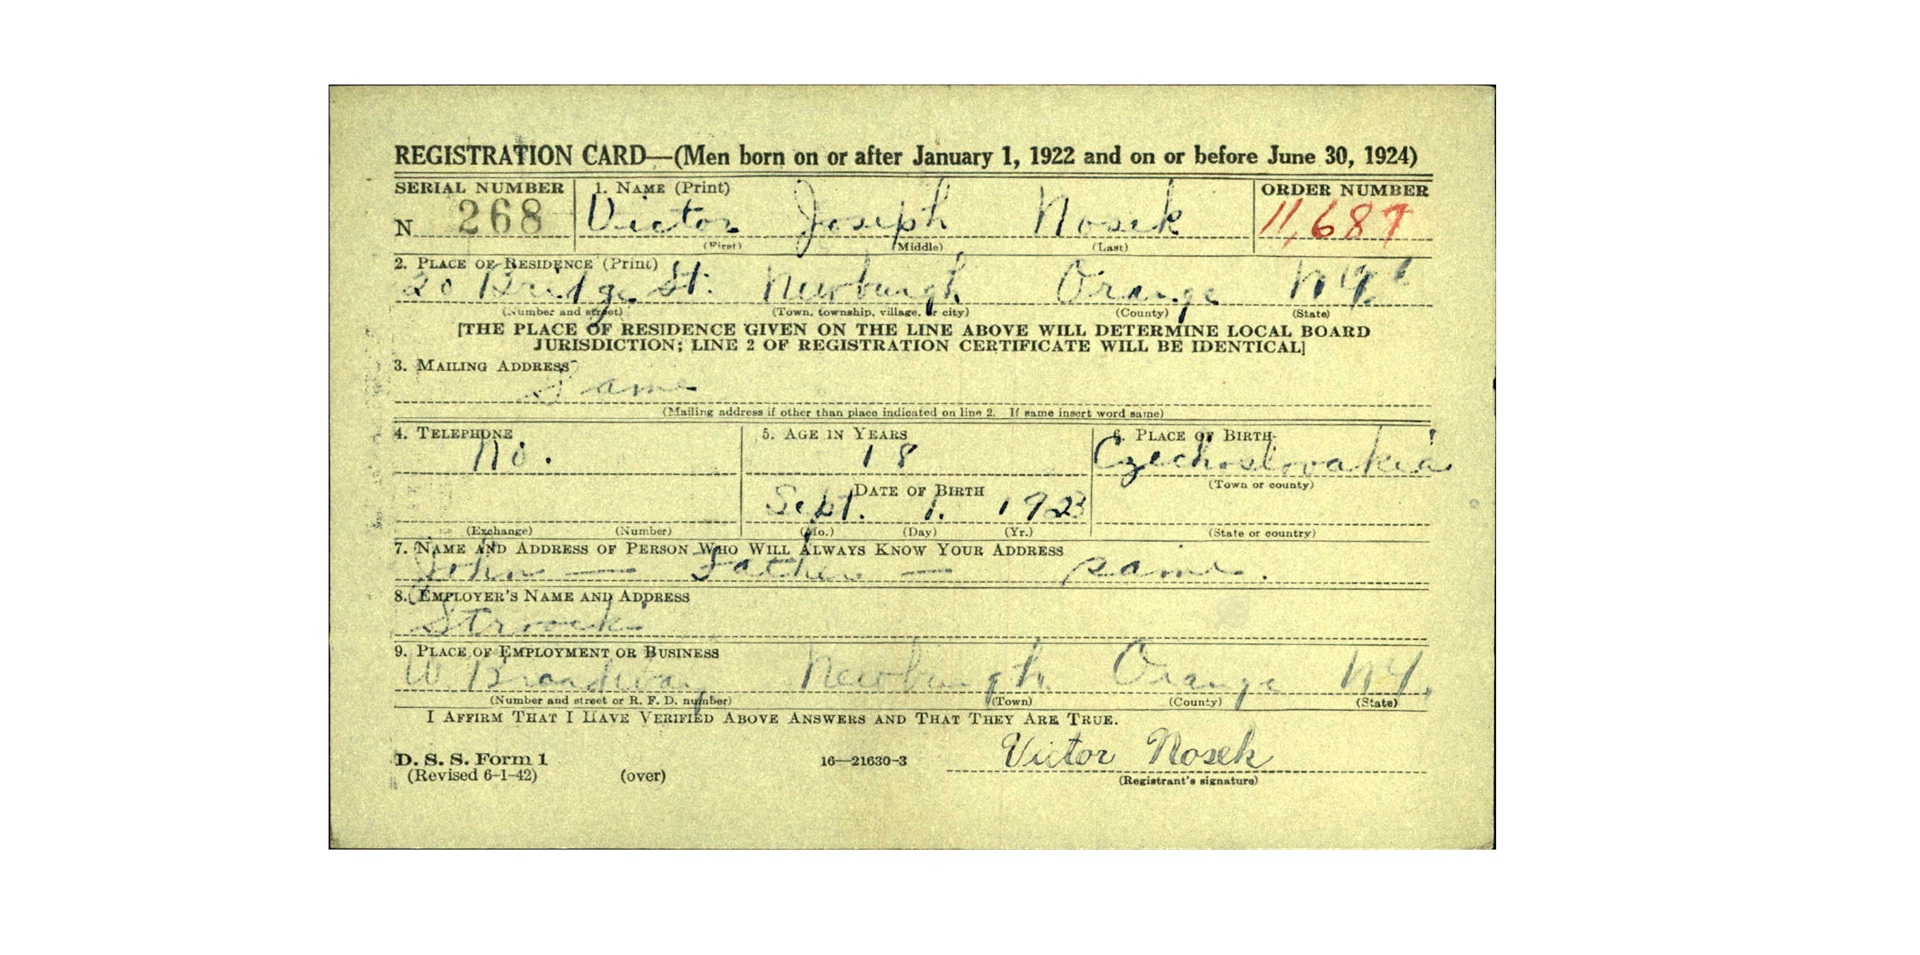 REGISTRATION CARD—(Men born on or after January 1, 1922 and on or before June 30, 1924)
SERIAL NUMBER 1. NAME (Print) ORDER NUMBER
N 268 Victor Joseph Nosek 11,687
(First) (Middle) (Last)
2. PLACE OF RESIDENCE (Print)
20 Bridge St. Newburgh Orange N.Y.
(Number and street) (Town, township, village, or city) (County) (State)
[THE PLACE OF RESIDENCE GIVEN ON THE LINE ABOVE WILL DETERMINE LOCAL BOARD
JURISDICTION; LINE 2 OF REGISTRATION CERTIFICATE WILL BE IDENTICAL]
3. MAILING ADDRESS
Same
(Mailing address if other than place indicated on line 2. If same insert word same)
4. TELEPHONE 5. AGE IN YEARS 6. PLACE OF BIRTH
No. 18 Czechoslovakia
(Town or county)
DATE OF BIRTH
Sept. 1. 1923
(Exchange) (Number) (Mo.) (Day) (Yr.) (State or country)
7. NAME AND ADDRESS OF PERSON WHO WILL ALWAYS KNOW YOUR ADDRESS
John — Father — same.
8. EMPLOYER'S NAME AND ADDRESS
Stroock
9. PLACE OF EMPLOYMENT OR BUSINESS
W. Broadway Newburgh Orange N.Y.
(Number and street or R. F. D. number) (Town) (County) (State)
I AFFIRM THAT I HAVE VERIFIED ABOVE ANSWERS AND THAT THEY ARE TRUE.
D. S. S. Form 1
(Revised 6-1-42) (over) 16—21630-3 Victor Nosek
(Registrant's signature)